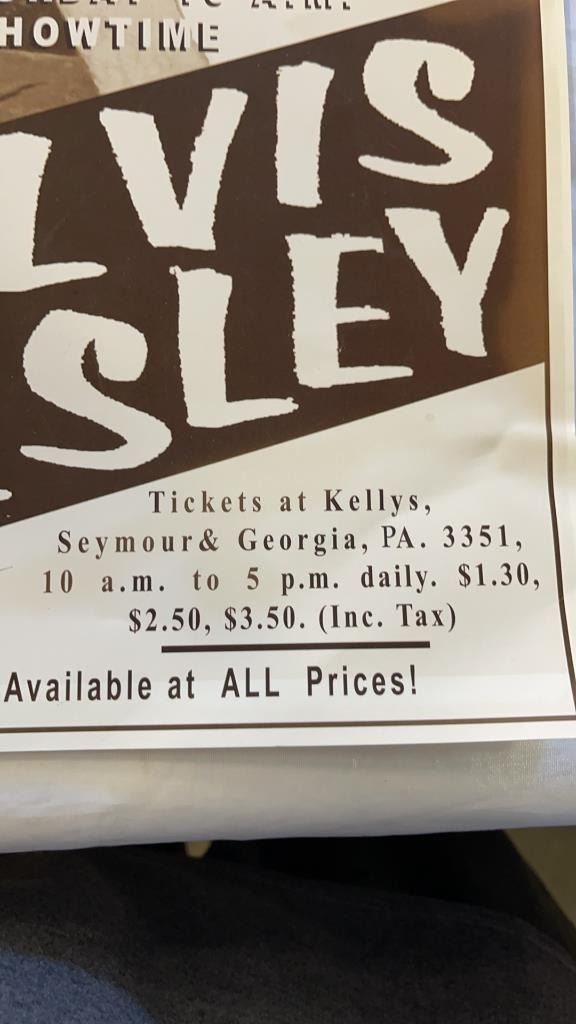 HOWTIME
LVIS
SLEY
Tickets at Kellys,
Seymour& Georgia, PA. 3351,
10 a.m. to 5 p.m. daily. $1.30,
$2.50, $3.50. (Inc. Tax)
Available at ALL Prices!